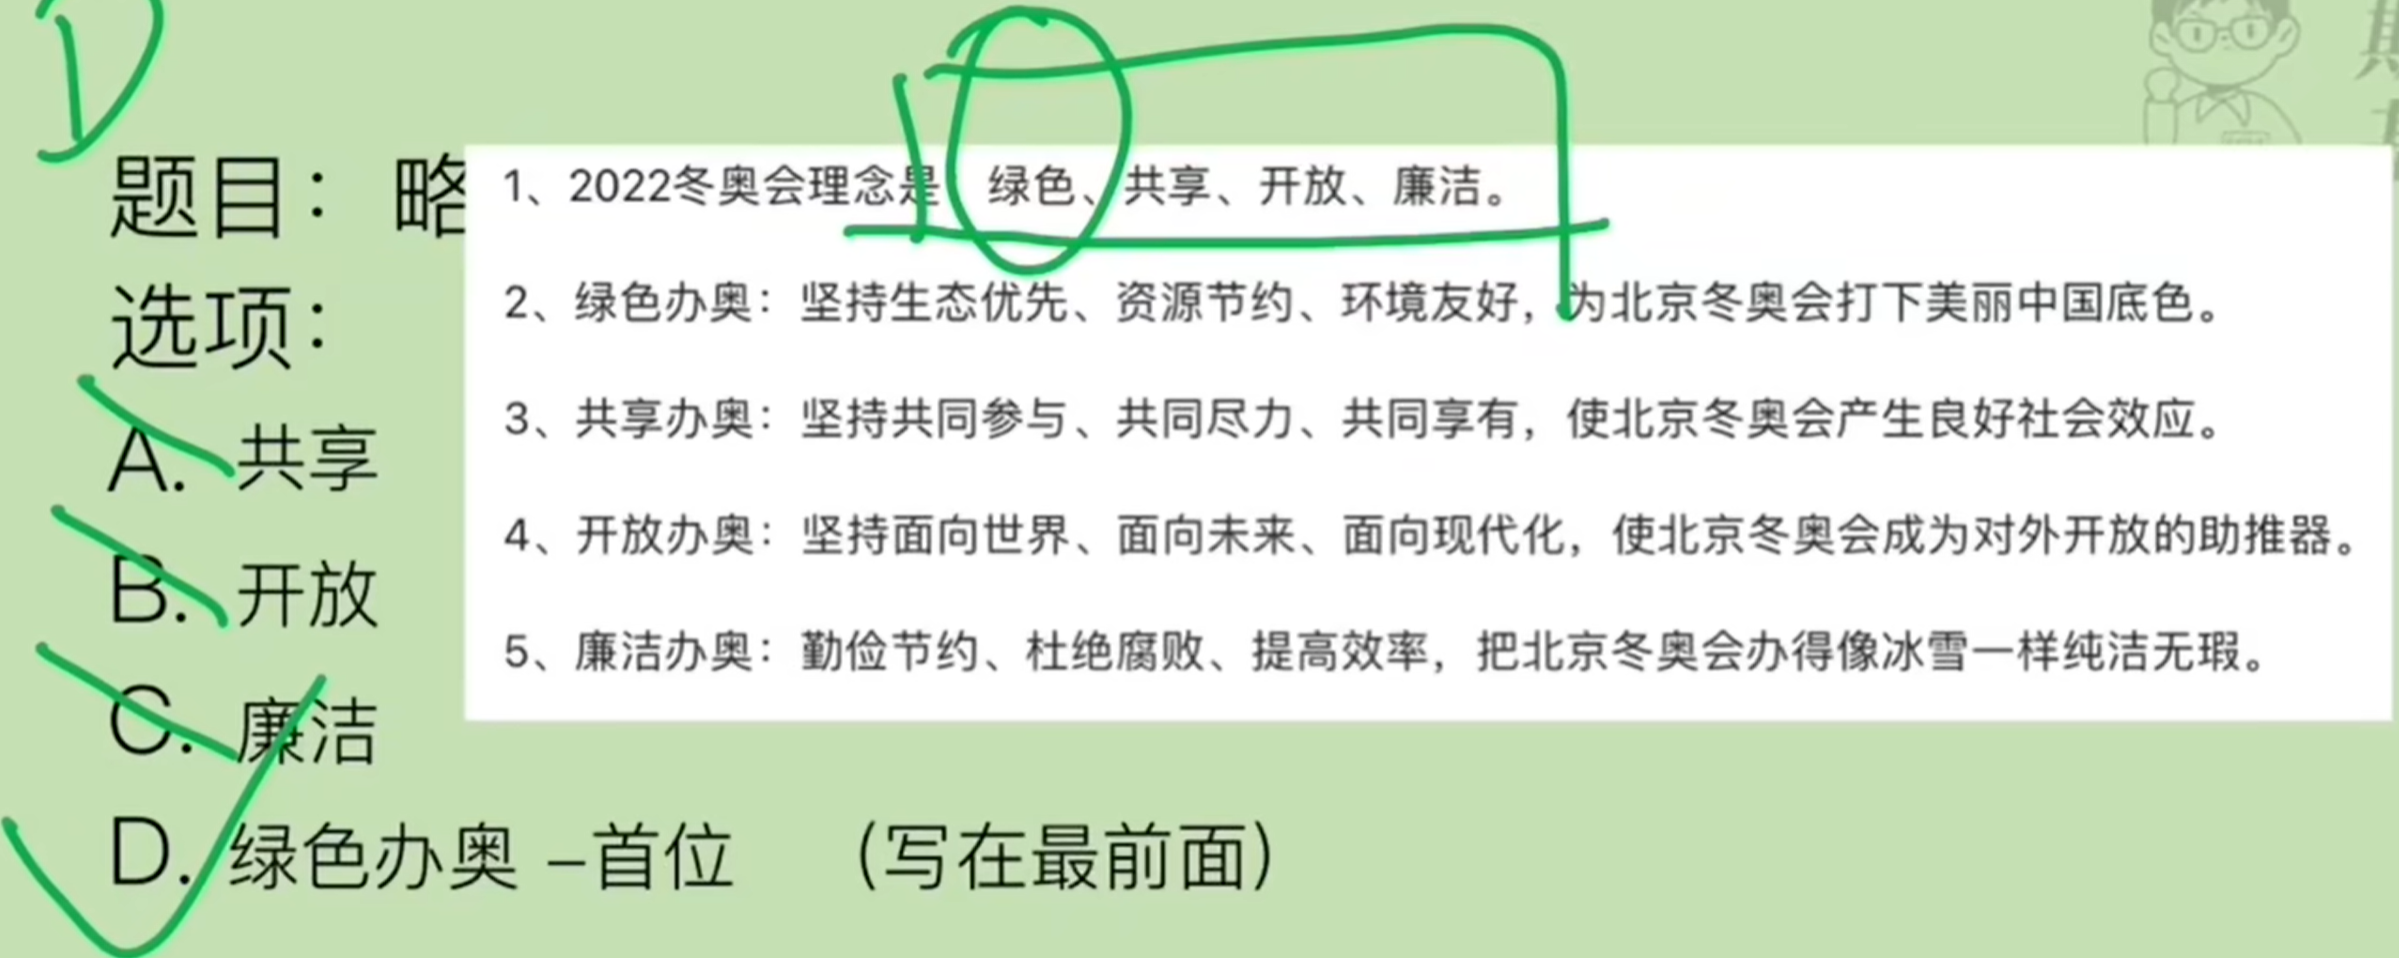 D
题目：略
1、2022冬奥会理念是 绿色、共享、开放、廉洁。
选项：
2、绿色办奥：坚持生态优先、资源节约、环境友好，为北京冬奥会打下美丽中国底色。
A. 共享
3、共享办奥：坚持共同参与、共同尽力、共同享有，使北京冬奥会产生良好社会效应。
B. 开放
4、开放办奥：坚持面向世界、面向未来、面向现代化，使北京冬奥会成为对外开放的助推器。
C. 廉洁
5、廉洁办奥：勤俭节约、杜绝腐败、提高效率，把北京冬奥会办得像冰雪一样纯洁无瑕。
D. 绿色办奥 –首位 （写在最前面）